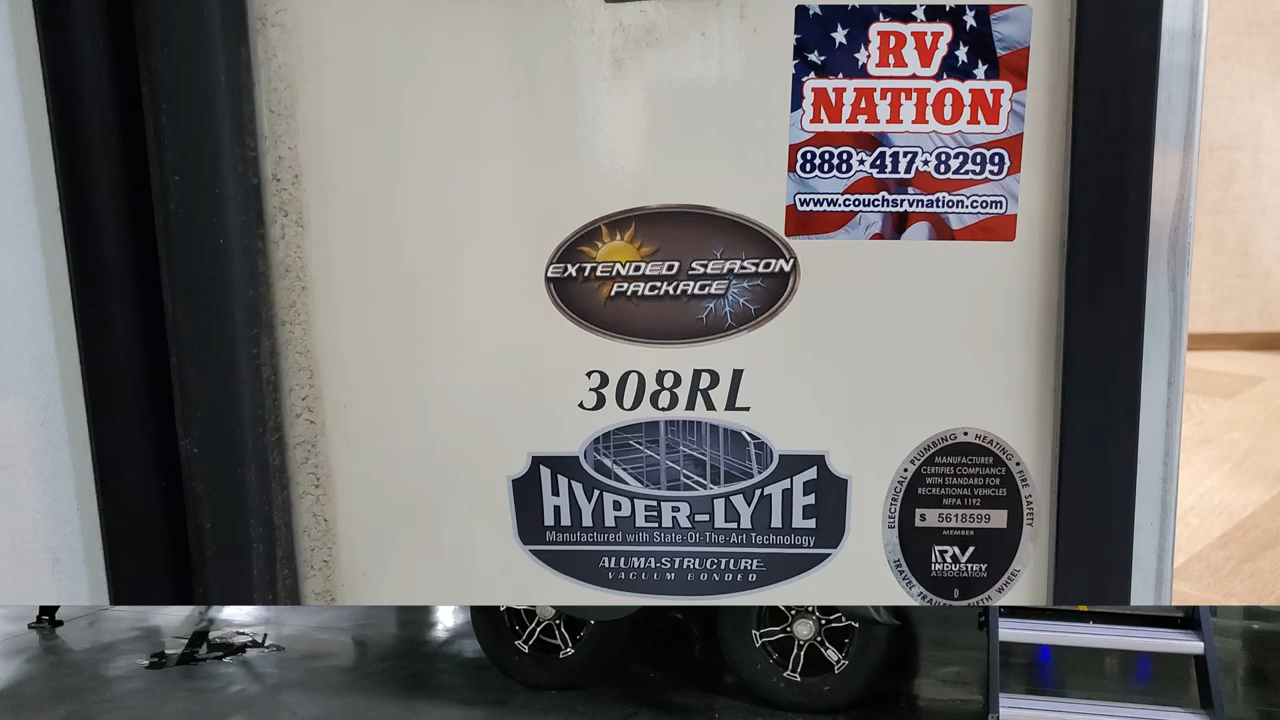 RV
NATION
888★417★8299
www.couchsrvnation.com
EXTENDED SEASON
PACKAGE
308RL
HYPER-LYTE
Manufactured with State-Of-The-Art Technology
ALUMA-STRUCTURE
VACUUM BONDED
ELECTRICAL • PLUMBING • HEATING • FIRE SAFETY
MANUFACTURER
CERTIFIES COMPLIANCE
WITH STANDARD FOR
RECREATIONAL VEHICLES
NFPA 1192
S 5618599
MEMBER
RV
INDUSTRY
ASSOCIATION
D
TRAVEL TRAILER FIFTH WHEEL